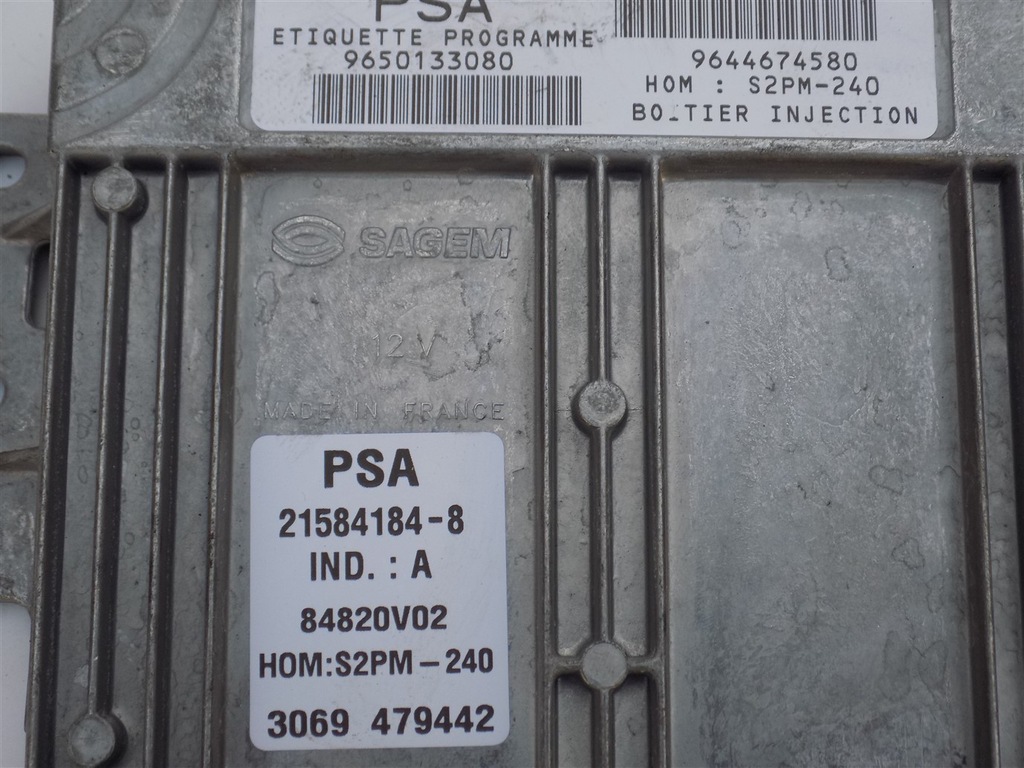 PSA
ETIQUETTE PROGRAMME
9650133080
9644674580
HOM : S2PM-240
BOITIER INJECTION
SAGEM
12 V
MADE IN FRANCE
PSA
21584184-8
IND. : A
84820V02
HOM:S2PM-240
3069 479442